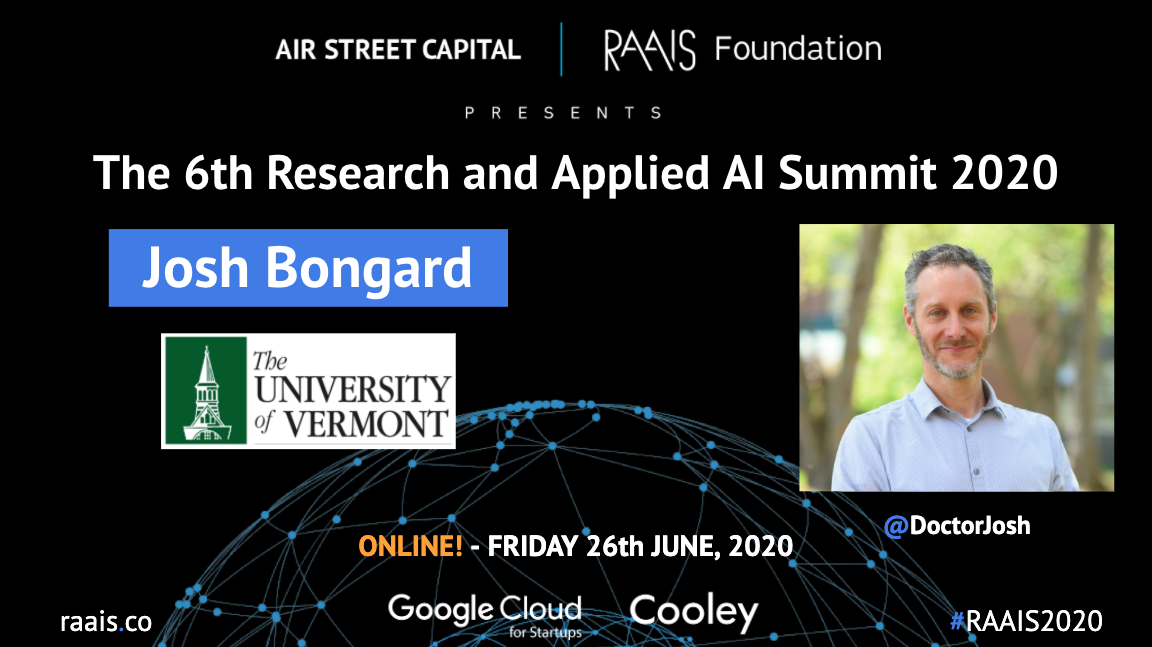 AIR STREET CAPITAL | RAAIS Foundation
PRESENTS
The 6th Research and Applied AI Summit 2020
Josh Bongard
The
UNIVERSITY
of VERMONT
@DoctorJosh
ONLINE! - FRIDAY 26th JUNE, 2020
Google Cloud
for Startups
Cooley
raais.co
#RAAIS2020